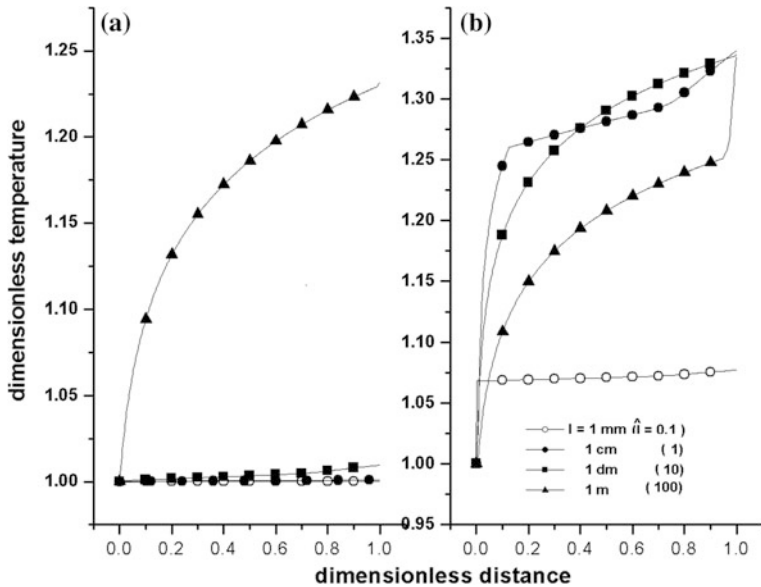 (a)
(b)
1.25
1.20
1.15
1.10
1.05
1.00
1.35
1.30
1.25
1.20
1.15
1.10
1.05
1.00
0.95
dimensionless temperature
l = 1 mm (l̂ = 0.1 )
1 cm ( 1 )
1 dm ( 10 )
1 m ( 100 )
0.0 0.2 0.4 0.6 0.8 1.0
0.0 0.2 0.4 0.6 0.8 1.0
dimensionless distance